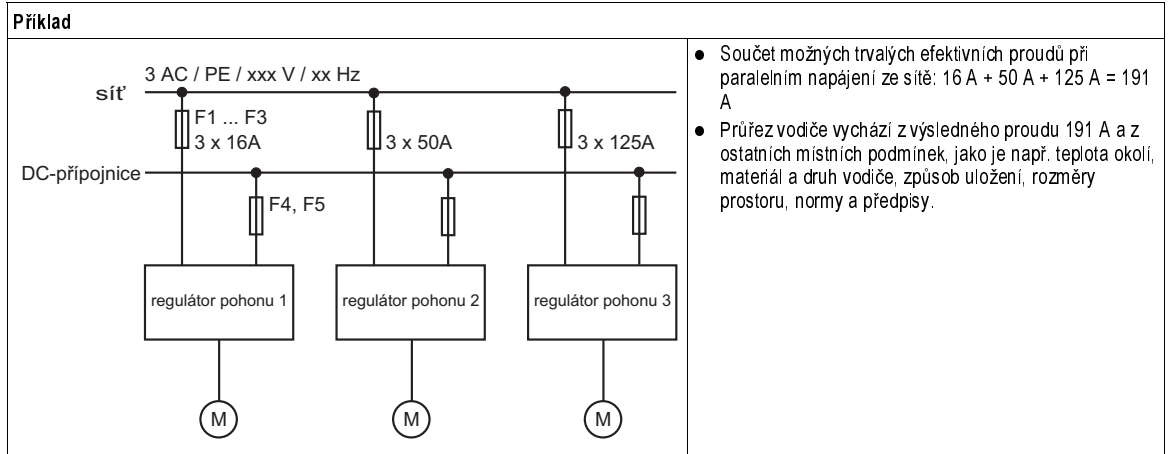 Příklad
3 AC / PE / xxx V / xx Hz
síť
F1 ... F3
3 x 16A
3 x 50A
3 x 125A
DC-přípojnice
F4, F5
regulátor pohonu 1
regulátor pohonu 2
regulátor pohonu 3
M
M
M
● Součet možných trvalých efektivních proudů při
paralelním napájení ze sítě: 16 A + 50 A + 125 A = 191
A
● Průřez vodiče vychází z výsledného proudu 191 A a z
ostatních místních podmínek, jako je např. teplota okolí,
materiál a druh vodiče, způsob uložení, rozměry
prostoru, normy a předpisy.